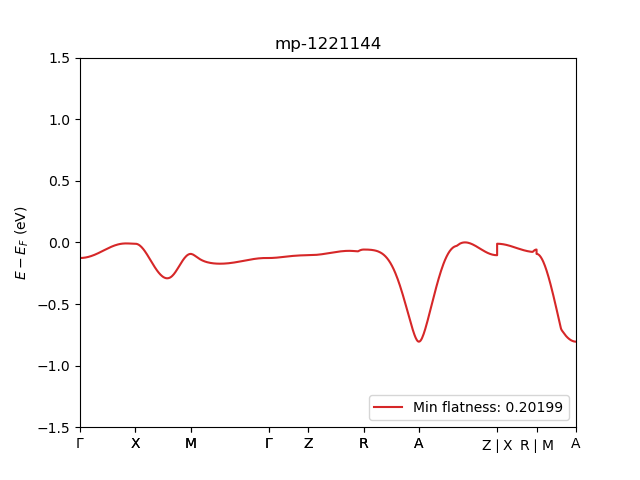 mp-1221144
E − E_F (eV)
1.5
1.0
0.5
0.0
−0.5
−1.0
−1.5
Min flatness: 0.20199
Γ X M Γ Z R A Z | X R | M A